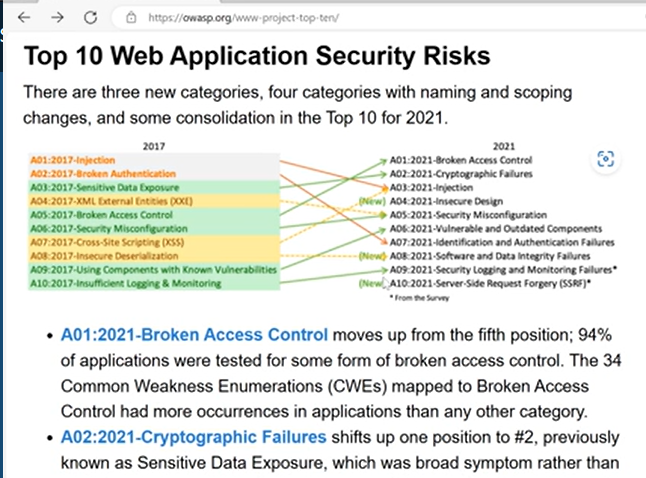 https://owasp.org/www-project-top-ten/
Top 10 Web Application Security Risks
There are three new categories, four categories with naming and scoping
changes, and some consolidation in the Top 10 for 2021.
2017
A01:2017-Injection
A02:2017-Broken Authentication
A03:2017-Sensitive Data Exposure
A04:2017-XML External Entities (XXE)
A05:2017-Broken Access Control
A06:2017-Security Misconfiguration
A07:2017-Cross-Site Scripting (XSS)
A08:2017-Insecure Deserialization
A09:2017-Using Components with Known Vulnerabilities
A10:2017-Insufficient Logging & Monitoring
2021
A01:2021-Broken Access Control
A02:2021-Cryptographic Failures
A03:2021-Injection
(New) A04:2021-Insecure Design
A05:2021-Security Misconfiguration
A06:2021-Vulnerable and Outdated Components
A07:2021-Identification and Authentication Failures
(New) A08:2021-Software and Data Integrity Failures
A09:2021-Security Logging and Monitoring Failures*
(New) A10:2021-Server-Side Request Forgery (SSRF)*
* From the Survey
• A01:2021-Broken Access Control moves up from the fifth position; 94%
of applications were tested for some form of broken access control. The 34
Common Weakness Enumerations (CWEs) mapped to Broken Access
Control had more occurrences in applications than any other category.
• A02:2021-Cryptographic Failures shifts up one position to #2, previously
known as Sensitive Data Exposure, which was broad symptom rather than